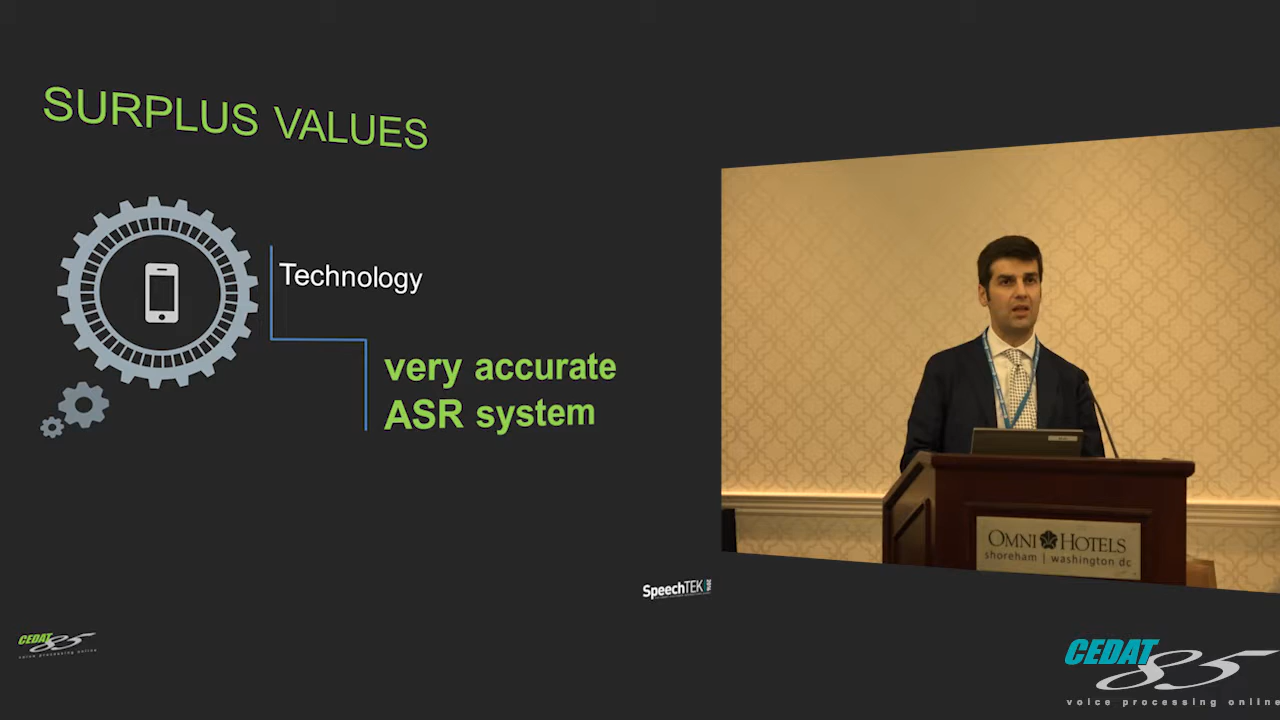 SURPLUS VALUES
Technology
very accurate
ASR system
OMNI HOTELS
shoreham | washington dc
SpeechTEK
CEDAT 85
voice processing online
CEDAT 85
voice processing online